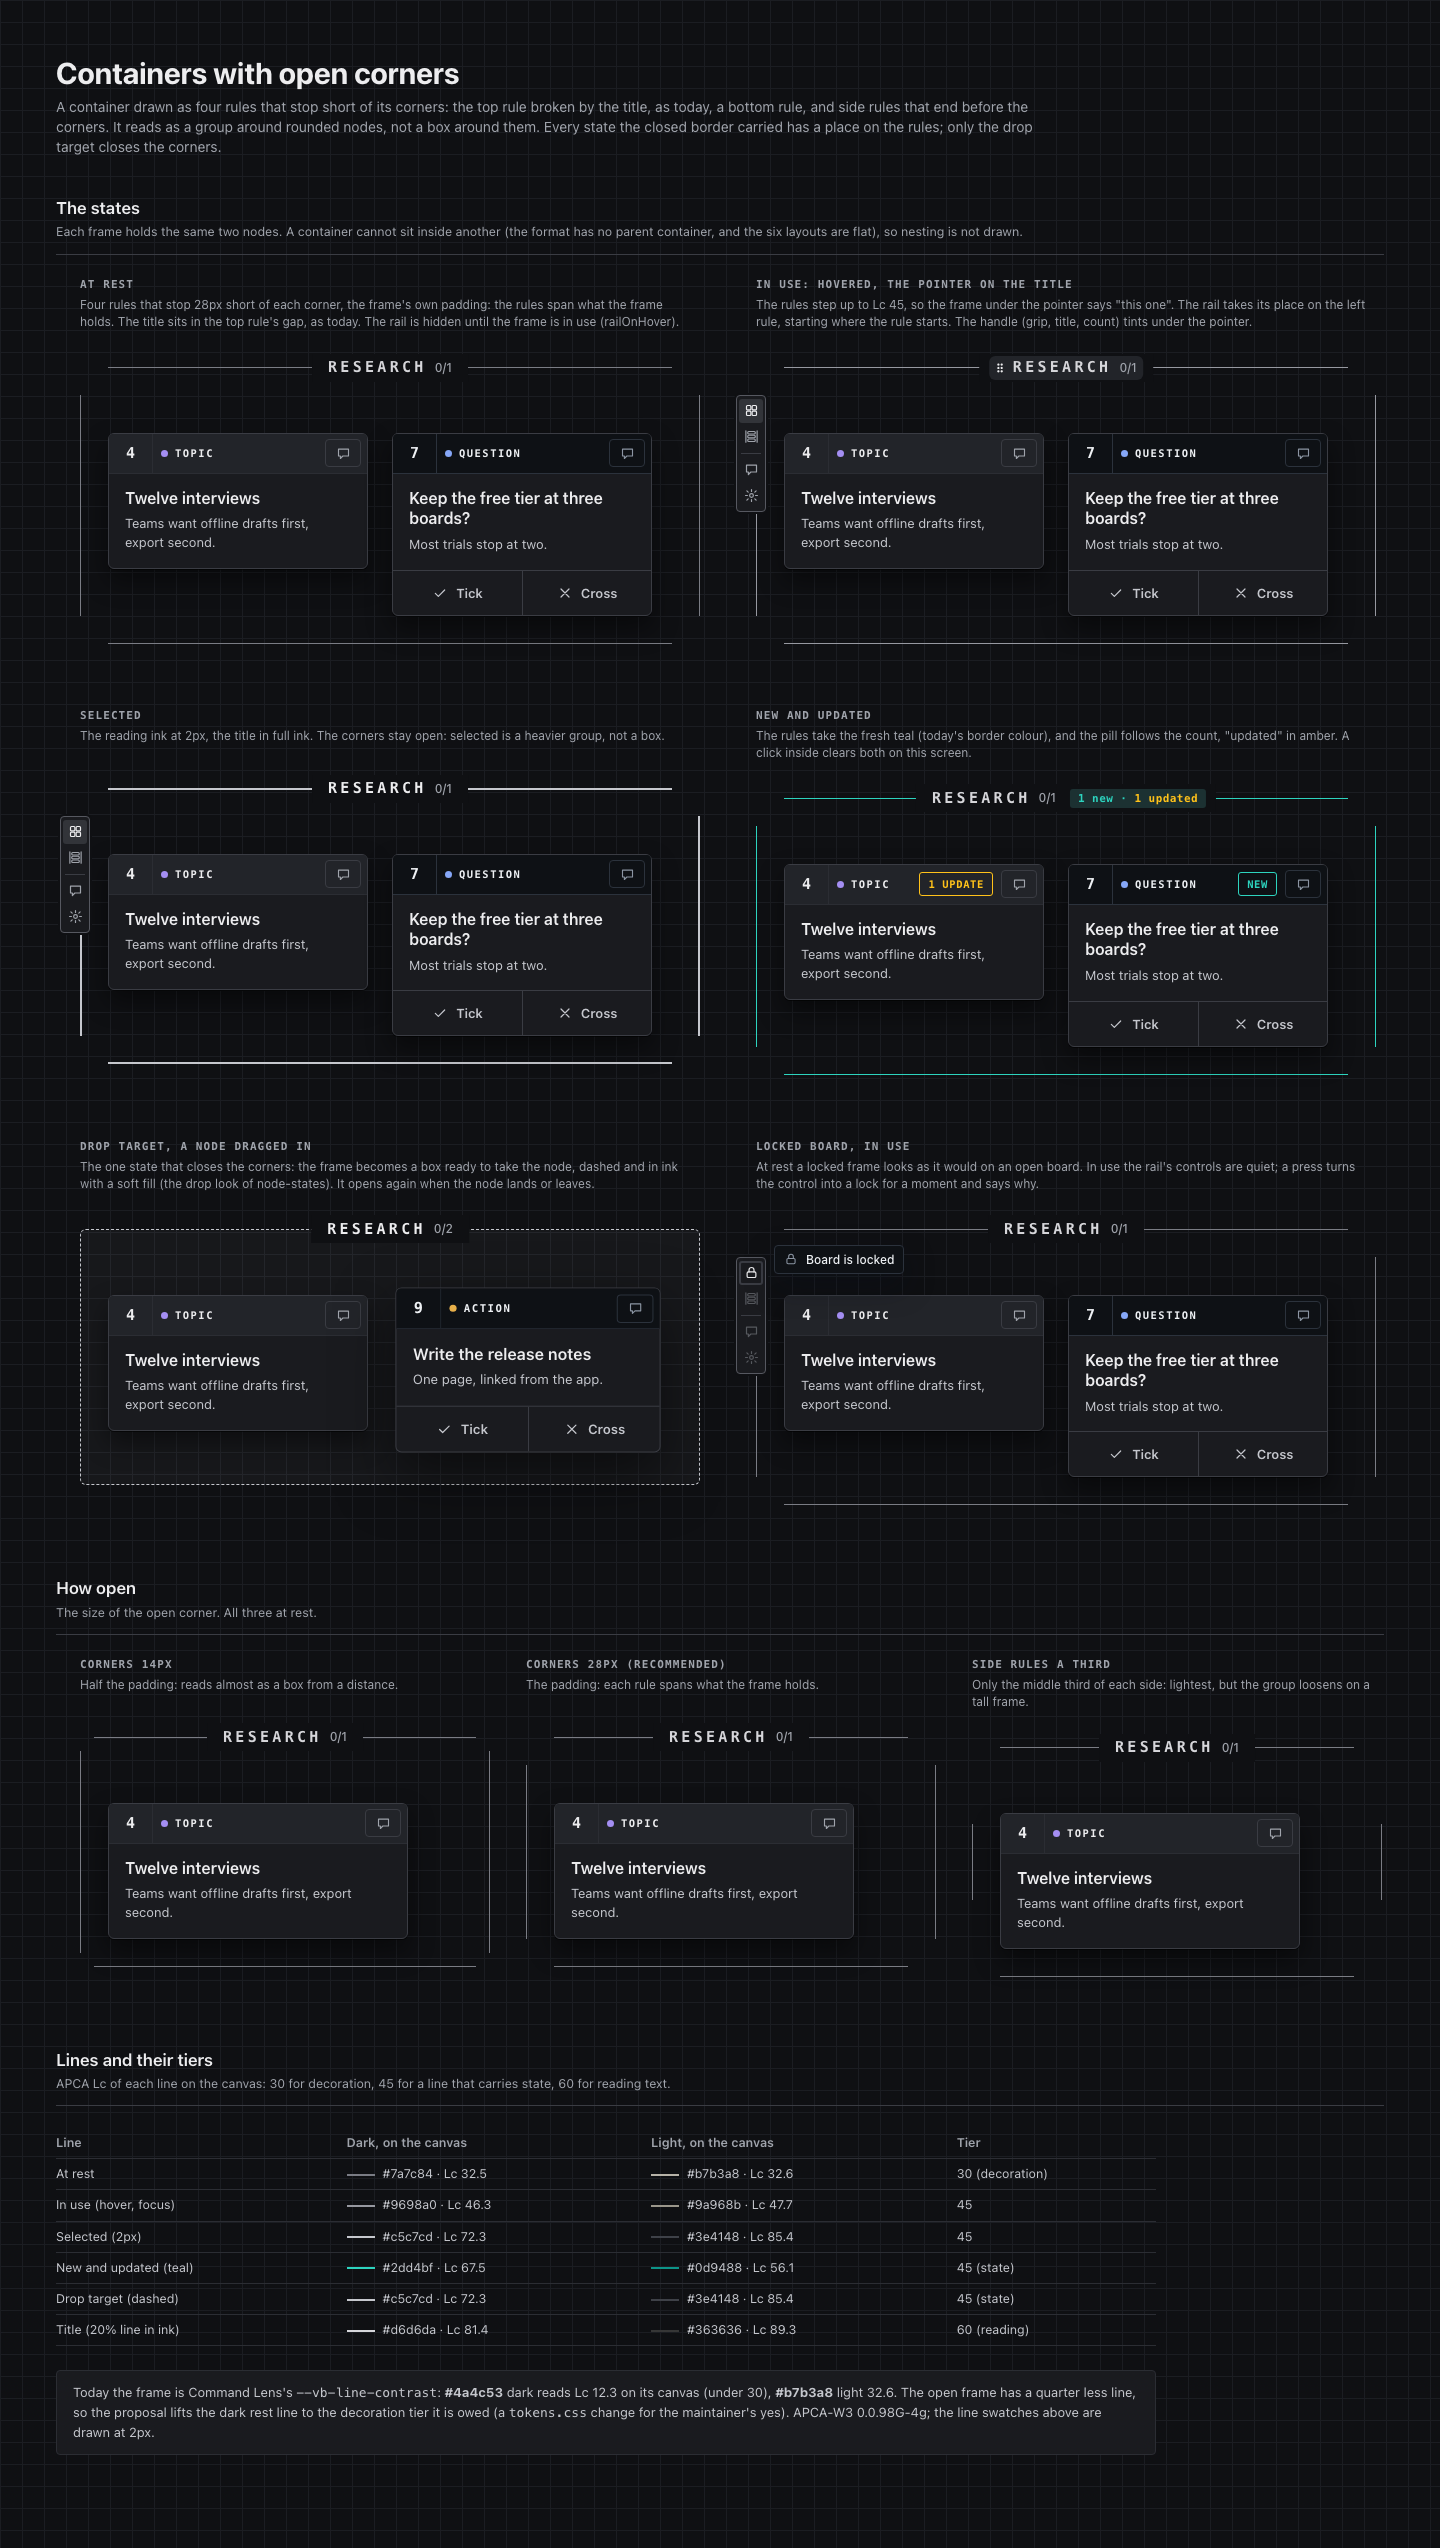 Containers with open corners
A container drawn as four rules that stop short of its corners: the top rule broken by the title, as today, a bottom rule, and side rules that end before the
corners. It reads as a group around rounded nodes, not a box around them. Every state the closed border carried has a place on the rules; only the drop
target closes the corners.
The states
Each frame holds the same two nodes. A container cannot sit inside another (the format has no parent container, and the six layouts are flat), so nesting is not drawn.
AT REST
Four rules that stop 28px short of each corner, the frame's own padding: the rules span what the frame
holds. The title sits in the top rule's gap, as today. The rail is hidden until the frame is in use (railOnHover).
RESEARCH 0/1
4 TOPIC
Twelve interviews
Teams want offline drafts first,
export second.
7 QUESTION
Keep the free tier at three
boards?
Most trials stop at two.
Tick
Cross
IN USE: HOVERED, THE POINTER ON THE TITLE
The rules step up to Lc 45, so the frame under the pointer says "this one". The rail takes its place on the left
rule, starting where the rule starts. The handle (grip, title, count) tints under the pointer.
RESEARCH 0/1
4 TOPIC
Twelve interviews
Teams want offline drafts first,
export second.
7 QUESTION
Keep the free tier at three
boards?
Most trials stop at two.
Tick
Cross
SELECTED
The reading ink at 2px, the title in full ink. The corners stay open: selected is a heavier group, not a box.
RESEARCH 0/1
4 TOPIC
Twelve interviews
Teams want offline drafts first,
export second.
7 QUESTION
Keep the free tier at three
boards?
Most trials stop at two.
Tick
Cross
NEW AND UPDATED
The rules take the fresh teal (today's border colour), and the pill follows the count, "updated" in amber. A
click inside clears both on this screen.
RESEARCH 0/1 1 new · 1 updated
4 TOPIC 1 UPDATE
Twelve interviews
Teams want offline drafts first,
export second.
7 QUESTION NEW
Keep the free tier at three
boards?
Most trials stop at two.
Tick
Cross
DROP TARGET, A NODE DRAGGED IN
The one state that closes the corners: the frame becomes a box ready to take the node, dashed and in ink
with a soft fill (the drop look of node-states). It opens again when the node lands or leaves.
RESEARCH 0/2
4 TOPIC
Twelve interviews
Teams want offline drafts first,
export second.
9 ACTION
Write the release notes
One page, linked from the app.
Tick
Cross
LOCKED BOARD, IN USE
At rest a locked frame looks as it would on an open board. In use the rail's controls are quiet; a press turns
the control into a lock for a moment and says why.
RESEARCH 0/1
Board is locked
4 TOPIC
Twelve interviews
Teams want offline drafts first,
export second.
7 QUESTION
Keep the free tier at three
boards?
Most trials stop at two.
Tick
Cross
How open
The size of the open corner. All three at rest.
CORNERS 14PX
Half the padding: reads almost as a box from a distance.
RESEARCH 0/1
4 TOPIC
Twelve interviews
Teams want offline drafts first, export
second.
CORNERS 28PX (RECOMMENDED)
The padding: each rule spans what the frame holds.
RESEARCH 0/1
4 TOPIC
Twelve interviews
Teams want offline drafts first, export
second.
SIDE RULES A THIRD
Only the middle third of each side: lightest, but the group loosens on a
tall frame.
RESEARCH 0/1
4 TOPIC
Twelve interviews
Teams want offline drafts first, export
second.
Lines and their tiers
APCA Lc of each line on the canvas: 30 for decoration, 45 for a line that carries state, 60 for reading text.
Line Dark, on the canvas Light, on the canvas Tier
At rest #7a7c84 · Lc 32.5 #b7b3a8 · Lc 32.6 30 (decoration)
In use (hover, focus) #9698a0 · Lc 46.3 #9a968b · Lc 47.7 45
Selected (2px) #c5c7cd · Lc 72.3 #3e4148 · Lc 85.4 45
New and updated (teal) #2dd4bf · Lc 67.5 #0d9488 · Lc 56.1 45 (state)
Drop target (dashed) #c5c7cd · Lc 72.3 #3e4148 · Lc 85.4 45 (state)
Title (20% line in ink) #d6d6da · Lc 81.4 #363636 · Lc 89.3 60 (reading)
Today the frame is Command Lens's --vb-line-contrast: #4a4c53 dark reads Lc 12.3 on its canvas (under 30), #b7b3a8 light 32.6. The open frame has a quarter less line,
so the proposal lifts the dark rest line to the decoration tier it is owed (a tokens.css change for the maintainer's yes). APCA-W3 0.0.98G-4g; the line swatches above are
drawn at 2px.